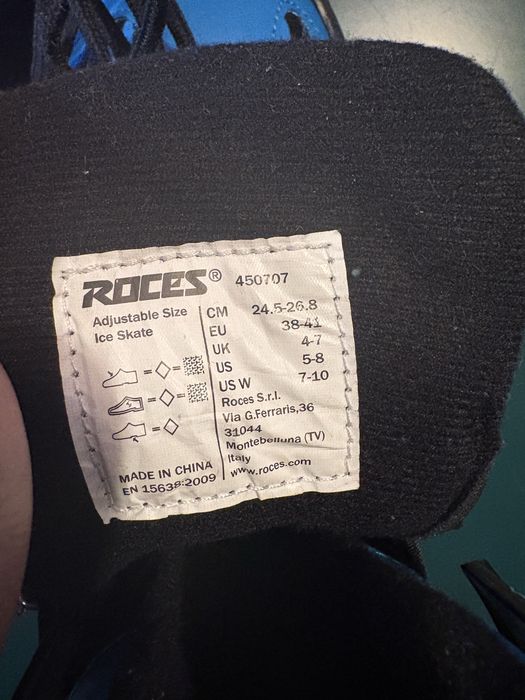 ROCES® 450707
Adjustable Size
Ice Skate
CM 24.5-26.8
EU 38-41
UK 4-7
US 5-8
US W 7-10
Roces S.r.l.
Via G.Ferraris,36
31044
Montebelluna (TV)
Italy
www.roces.com
MADE IN CHINA
EN 15638:2009